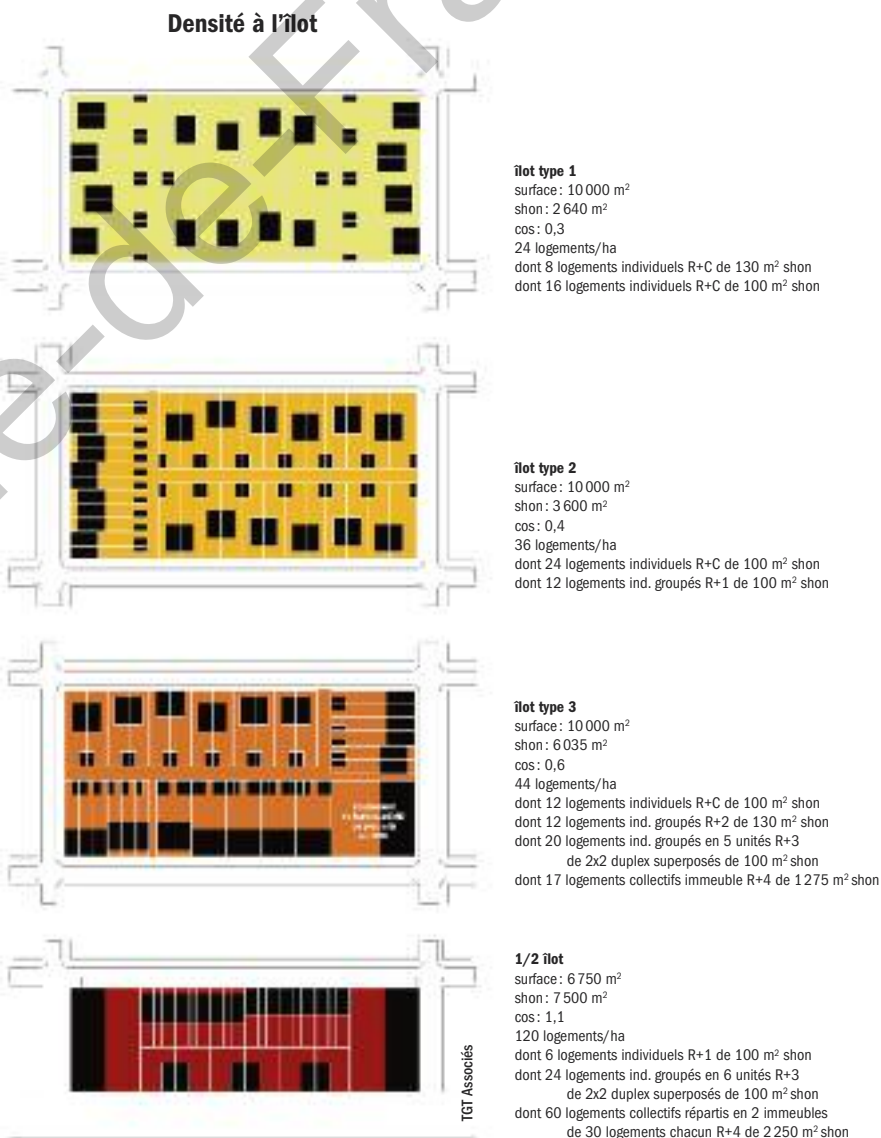 Densité à l'îlot
îlot type 1
surface : 10 000 m²
shon : 2 640 m²
cos : 0,3
24 logements/ha
dont 8 logements individuels R+C de 130 m² shon
dont 16 logements individuels R+C de 100 m² shon
îlot type 2
surface : 10 000 m²
shon : 3 600 m²
cos : 0,4
36 logements/ha
dont 24 logements individuels R+C de 100 m² shon
dont 12 logements ind. groupés R+1 de 100 m² shon
îlot type 3
surface : 10 000 m²
shon : 6 035 m²
cos : 0,6
44 logements/ha
dont 12 logements individuels R+C de 100 m² shon
dont 12 logements ind. groupés R+2 de 130 m² shon
dont 20 logements ind. groupés en 5 unités R+3
de 2x2 duplex superposés de 100 m² shon
dont 17 logements collectifs immeuble R+4 de 1 275 m² shon
1/2 îlot
surface : 6 750 m²
shon : 7 500 m²
cos : 1,1
120 logements/ha
dont 6 logements individuels R+1 de 100 m² shon
dont 24 logements ind. groupés en 6 unités R+3
de 2x2 duplex superposés de 100 m² shon
dont 60 logements collectifs répartis en 2 immeubles
de 30 logements chacun R+4 de 2 250 m² shon
TGT Associés
e-de-Fra